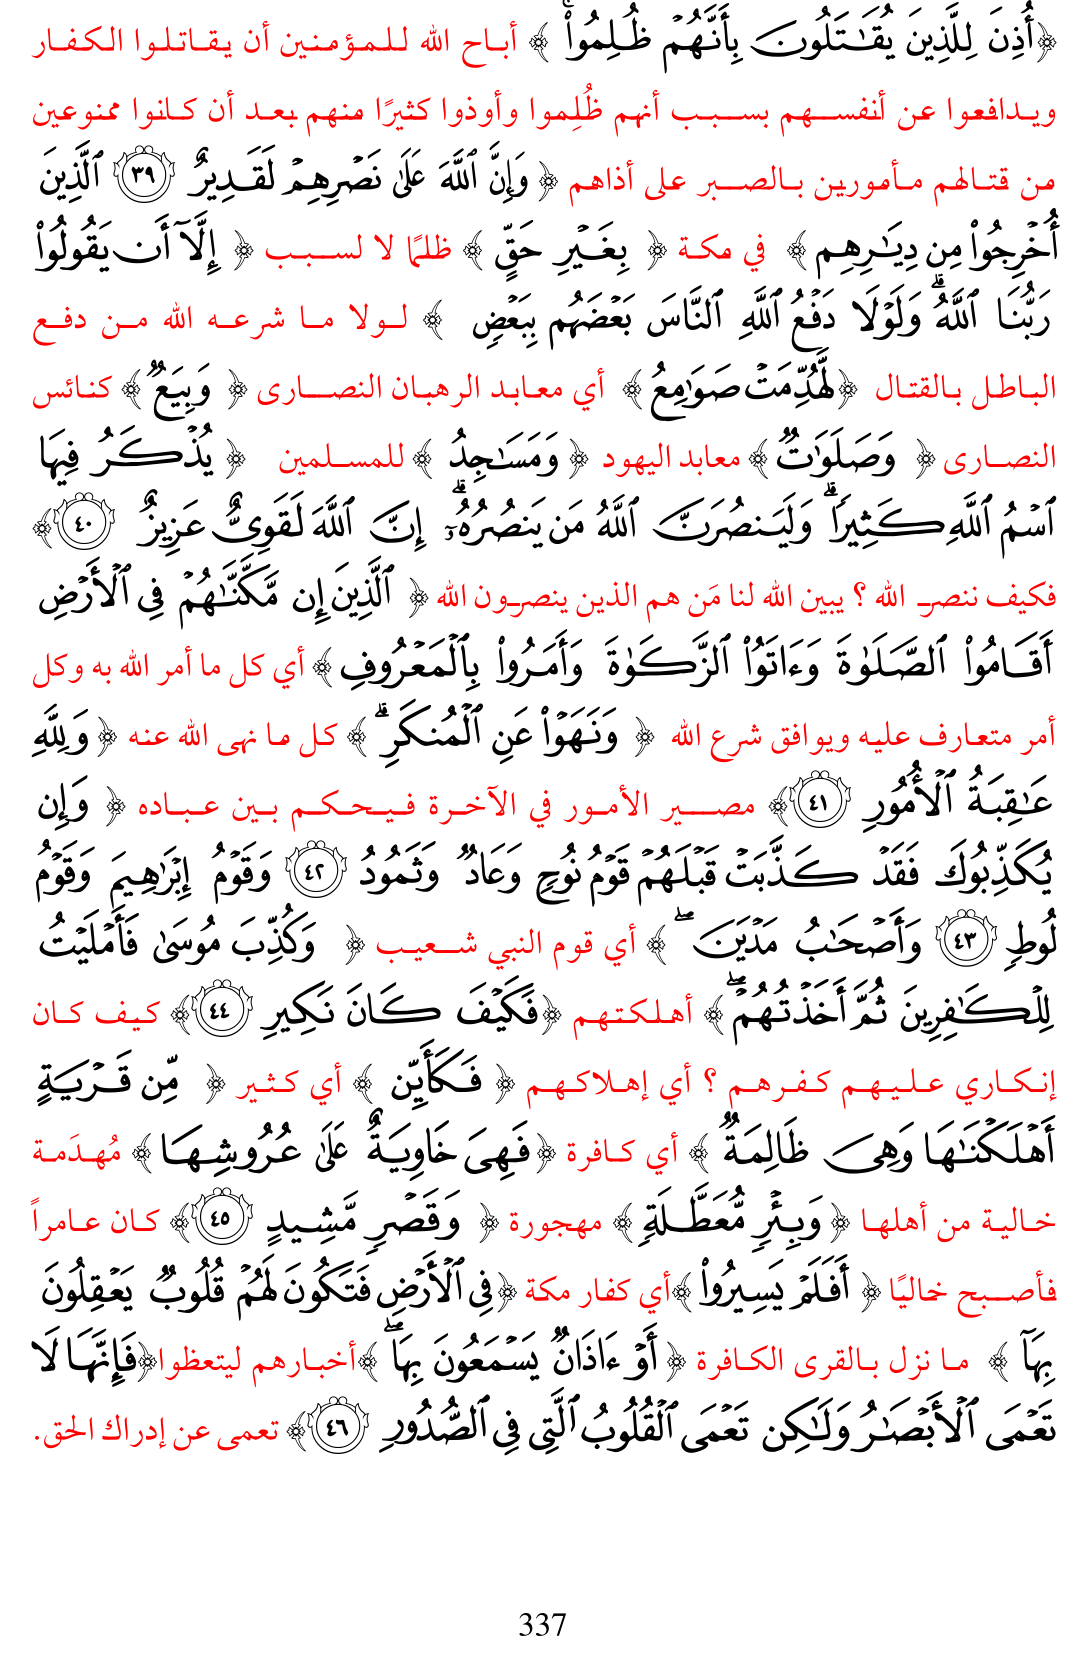 ﴿أُذِنَ لِلَّذِينَ يُقَٰتَلُونَ بِأَنَّهُمۡ ظُلِمُواْۚ ﴾ أباح الله للمؤمنين أن يقاتلوا الكفار
ويدافعوا عن أنفسهم بسبب أنهم ظُلِموا وأوذوا كثيرًا منهم بعد أن كانوا ممنوعين
من قتالهم مأمورين بالصبر على أذاهم ﴿ وَإِنَّ ٱللَّهَ عَلَىٰ نَصۡرِهِمۡ لَقَدِيرٌ ٣٩ ٱلَّذِينَ
أُخۡرِجُواْ مِن دِيَٰرِهِم ﴾ في مكة ﴿ بِغَيۡرِ حَقٍّ ﴾ ظلمًا لا لسبب ﴿ إِلَّآ أَن يَقُولُواْ
رَبُّنَا ٱللَّهُۗ وَلَوۡلَا دَفۡعُ ٱللَّهِ ٱلنَّاسَ بَعۡضَهُم بِبَعۡضٖ ﴾ لولا ما شرعه الله من دفع
الباطل بالقتال ﴿لَّهُدِّمَتۡ صَوَٰمِعُ ﴾ أي معابد الرهبان النصارى ﴿ وَبِيَعٞ ﴾ كنائس
النصارى ﴿ وَصَلَوَٰتٞ ﴾ معابد اليهود ﴿ وَمَسَٰجِدُ ﴾ للمسلمين ﴿ يُذۡكَرُ فِيهَا
ٱسۡمُ ٱللَّهِ كَثِيرٗاۗ وَلَيَنصُرَنَّ ٱللَّهُ مَن يَنصُرُهُۥٓۗ إِنَّ ٱللَّهَ لَقَوِيٌّ عَزِيزٌ ٤٠ ﴾
فكيف ننصر الله ؟ يبين الله لنا مَن هم الذين ينصرون الله ﴿ ٱلَّذِينَ إِن مَّكَّنَّٰهُمۡ فِي ٱلۡأَرۡضِ
أَقَامُواْ ٱلصَّلَوٰةَ وَءَاتَوُاْ ٱلزَّكَوٰةَ وَأَمَرُواْ بِٱلۡمَعۡرُوفِ ﴾ أي كل ما أمر الله به وكل
أمر متعارف عليه ويوافق شرع الله ﴿ وَنَهَوۡاْ عَنِ ٱلۡمُنكَرِۗ ﴾ كل ما نهى الله عنه ﴿ وَلِلَّهِ
عَٰقِبَةُ ٱلۡأُمُورِ ٤١ ﴾ مصير الأمور في الآخرة فيحكم بين عباده ﴿ وَإِن
يُكَذِّبُوكَ فَقَدۡ كَذَّبَتۡ قَبۡلَهُمۡ قَوۡمُ نُوحٖ وَعَادٞ وَثَمُودُ ٤٢ وَقَوۡمُ إِبۡرَٰهِيمَ وَقَوۡمُ
لُوطٖ ٤٣ وَأَصۡحَٰبُ مَدۡيَنَۖ ﴾ أي قوم النبي شعيب ﴿ وَكُذِّبَ مُوسَىٰ فَأَمۡلَيۡتُ
لِلۡكَٰفِرِينَ ثُمَّ أَخَذۡتُهُمۡۖ ﴾ أهلكتهم ﴿ فَكَيۡفَ كَانَ نَكِيرِ ٤٤ ﴾ كيف كان
إنكاري عليهم كفرهم ؟ أي إهلاكهم ﴿ فَكَأَيِّن ﴾ أي كثير ﴿ مِّن قَرۡيَةٍ
أَهۡلَكۡنَٰهَا وَهِيَ ظَالِمَةٞ ﴾ أي كافرة ﴿ فَهِيَ خَاوِيَةٌ عَلَىٰ عُرُوشِهَا ﴾ مُهدَمة
خالية من أهلها ﴿ وَبِئۡرٖ مُّعَطَّلَةٖ ﴾ مهجورة ﴿ وَقَصۡرٖ مَّشِيدٍ ٤٥ ﴾ كان عامراً
فأصبح خاليًا ﴿ أَفَلَمۡ يَسِيرُواْ ﴾ أي كفار مكة ﴿ فِي ٱلۡأَرۡضِ فَتَكُونَ لَهُمۡ قُلُوبٞ يَعۡقِلُونَ
بِهَآ ﴾ ما نزل بالقرى الكافرة ﴿ أَوۡ ءَاذَانٞ يَسۡمَعُونَ بِهَاۖ ﴾ أخبارهم ليتعظوا ﴿ فَإِنَّهَا لَا
تَعۡمَى ٱلۡأَبۡصَٰرُ وَلَٰكِن تَعۡمَى ٱلۡقُلُوبُ ٱلَّتِي فِي ٱلصُّدُورِ ٤٦ ﴾ تعمى عن إدراك الحق.
337